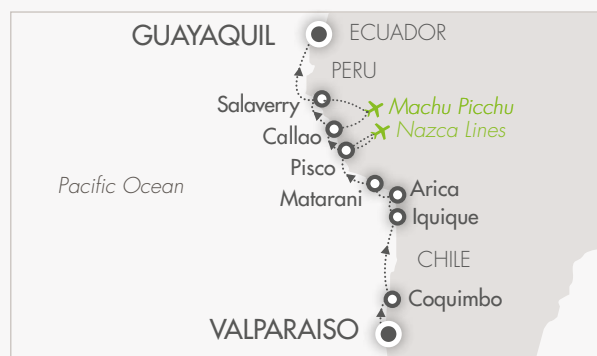 GUAYAQUIL
ECUADOR
PERU
Salaverry
Machu Picchu
Callao
Nazca Lines
Pisco
Pacific Ocean
Matarani
Arica
Iquique
CHILE
Coquimbo
VALPARAISO